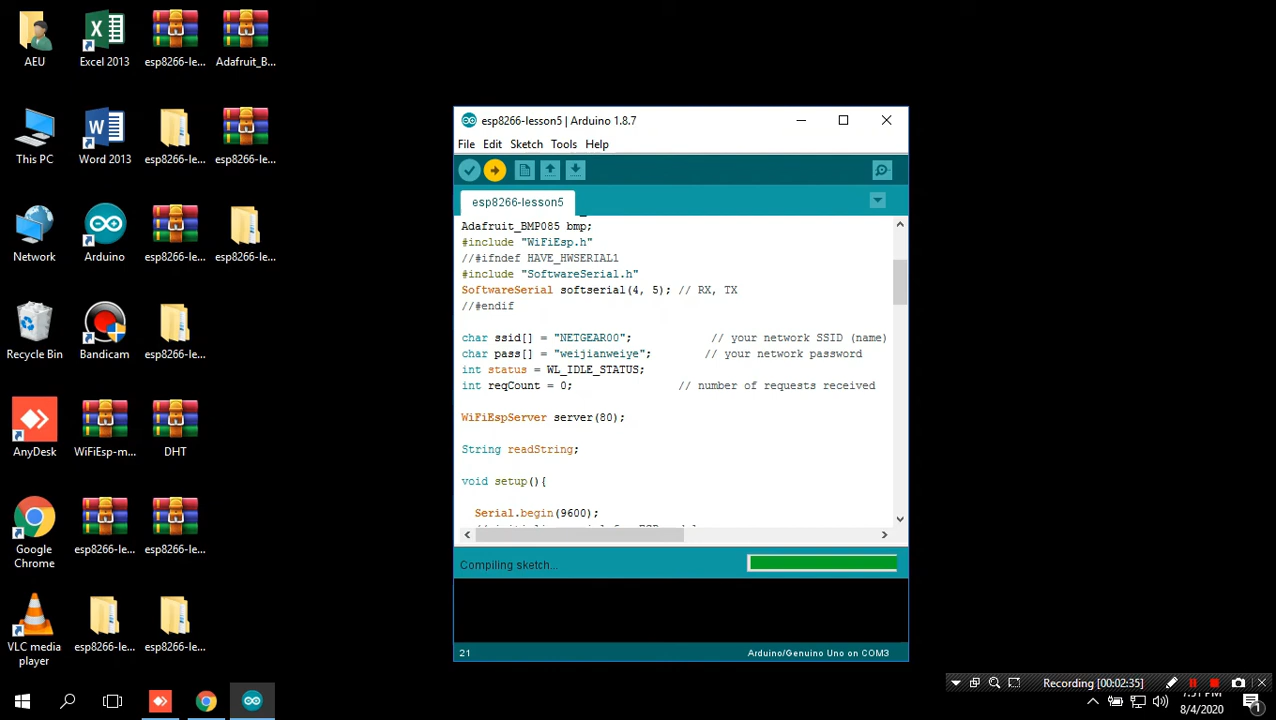 AEU
Excel 2013
esp8266-le...
Adafruit_B...
This PC
Word 2013
esp8266-le...
esp8266-le...
Network
Arduino
esp8266-le...
esp8266-le...
Recycle Bin
Bandicam
esp8266-le...
AnyDesk
WiFiEsp-m...
DHT
Google
Chrome
esp8266-le...
esp8266-le...
VLC media
player
esp8266-le...
esp8266-le...
esp8266-lesson5 | Arduino 1.8.7
File Edit Sketch Tools Help
esp8266-lesson5
Adafruit_BMP085 bmp;
#include "WiFiEsp.h"
//#ifndef HAVE_HWSERIAL1
#include "SoftwareSerial.h"
SoftwareSerial softserial(4, 5); // RX, TX
//#endif
char ssid[] = "NETGEAR00"; // your network SSID (name)
char pass[] = "weijianweiye"; // your network password
int status = WL_IDLE_STATUS;
int reqCount = 0; // number of requests received
WiFiEspServer server(80);
String readString;
void setup(){
Serial.begin(9600);
Compiling sketch...
21
Arduino/Genuino Uno on COM3
Recording [00:02:35]
8/4/2020
1